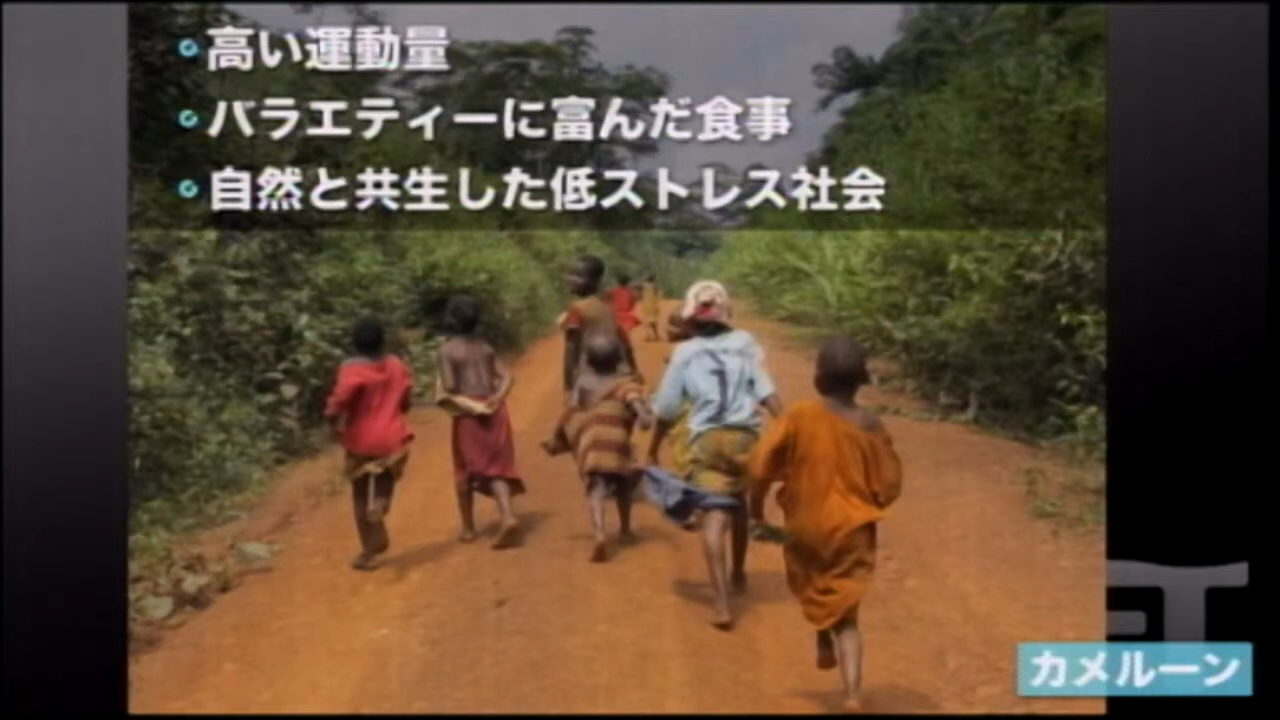 高い運動量
バラエティーに富んだ食事
自然と共生した低ストレス社会
カメルーン